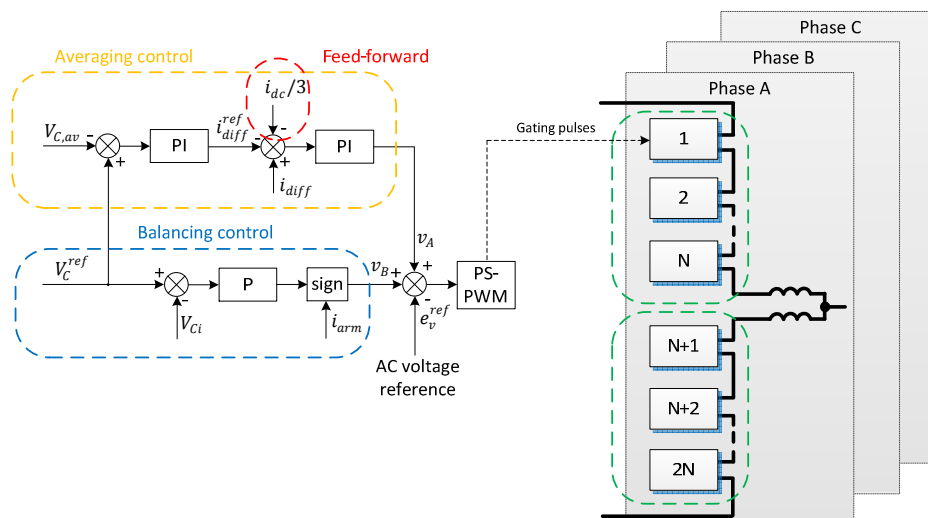 Phase C
Phase B
Phase A
Averaging control
Feed-forward
i_dc/3
V_C,av
-
+
PI
i_diff^ref
-
-
+
PI
i_diff
v_A
Gating pulses
1
2
N
Balancing control
V_C^ref
+
-
V_Ci
P
sign
i_arm
v_B
+
+
-
e_v^ref
PS-
PWM
AC voltage
reference
N+1
N+2
2N